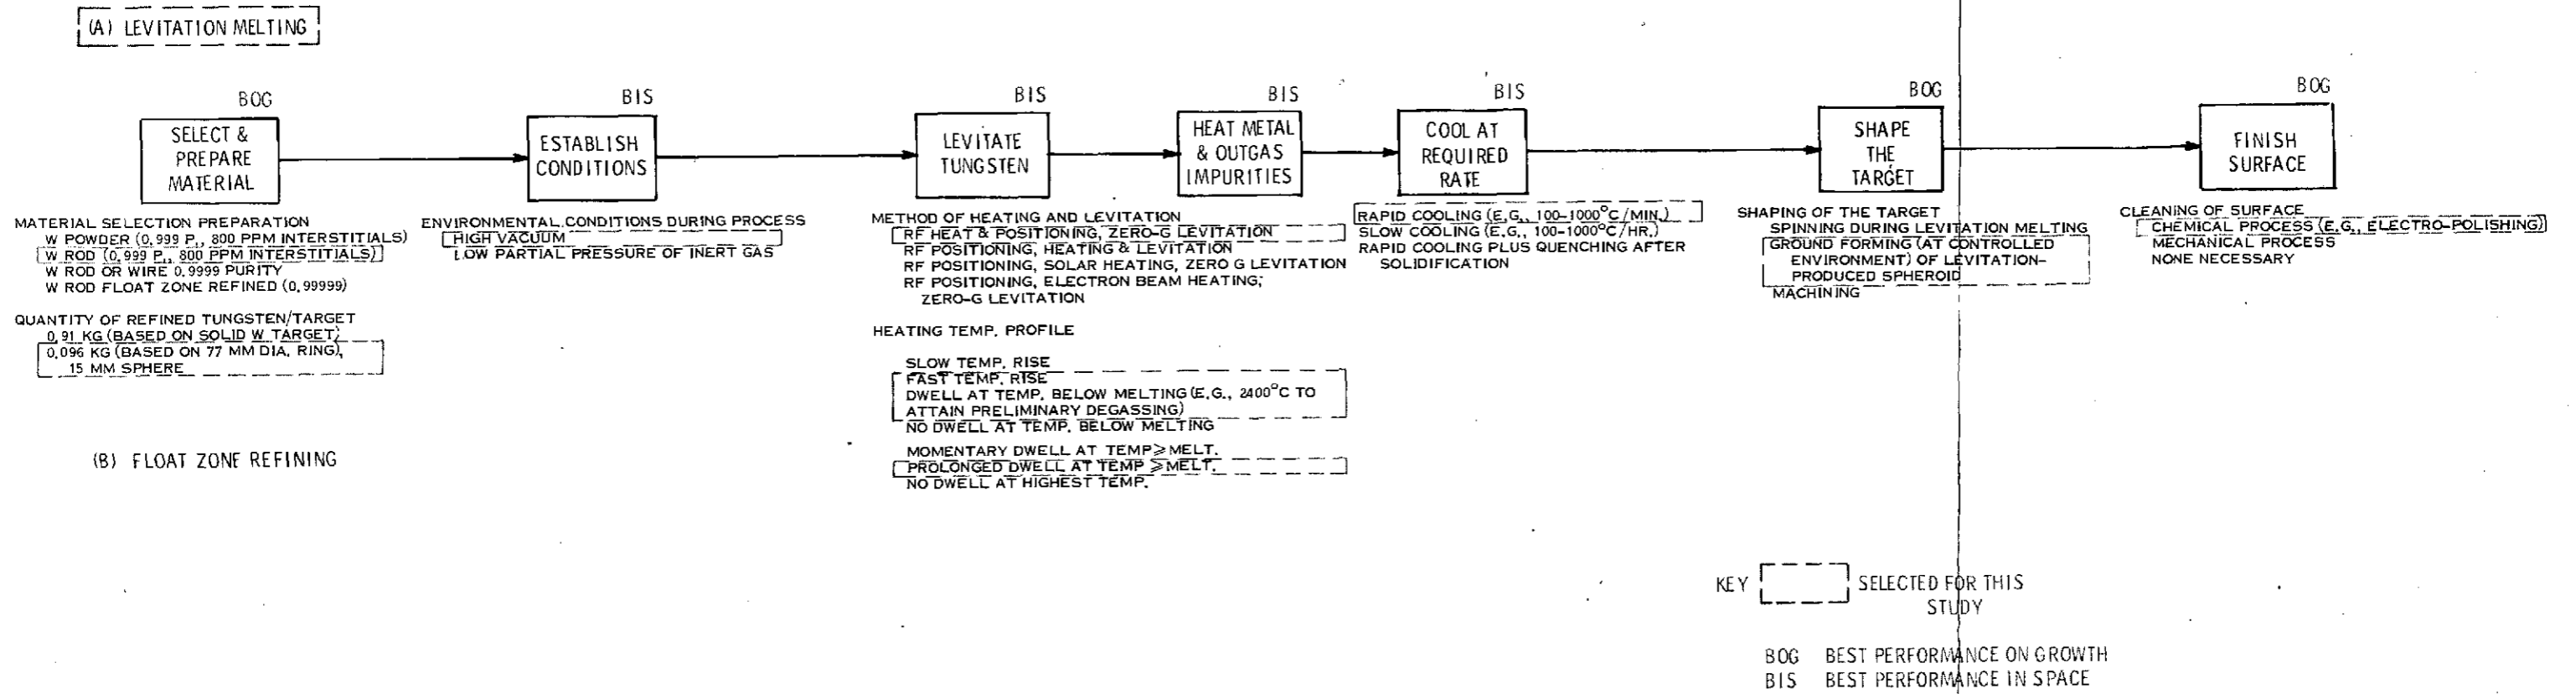 (A) LEVITATION MELTING
BOG
SELECT &
PREPARE
MATERIAL
MATERIAL SELECTION PREPARATION
W POWDER (0.999 P., 800 PPM INTERSTITIALS)
W ROD (0.999 P., 800 PPM INTERSTITIALS)
W ROD OR WIRE 0.9999 PURITY
W ROD FLOAT ZONE REFINED (0.99999)
QUANTITY OF REFINED TUNGSTEN/TARGET
0.91 KG (BASED ON SOLID W TARGET)
0.096 KG (BASED ON 77 MM DIA. RING),
15 MM SPHERE
BIS
ESTABLISH
CONDITIONS
ENVIRONMENTAL CONDITIONS DURING PROCESS
HIGH VACUUM
LOW PARTIAL PRESSURE OF INERT GAS
BIS
LEVITATE
TUNGSTEN
BIS
HEAT METAL
& OUTGAS
IMPURITIES
METHOD OF HEATING AND LEVITATION
RF HEAT & POSITIONING, ZERO-G LEVITATION
RF POSITIONING, HEATING & LEVITATION
RF POSITIONING, SOLAR HEATING, ZERO G LEVITATION
RF POSITIONING, ELECTRON BEAM HEATING;
ZERO-G LEVITATION
HEATING TEMP. PROFILE
SLOW TEMP. RISE
FAST TEMP. RISE
DWELL AT TEMP. BELOW MELTING (E.G., 2400°C TO
ATTAIN PRELIMINARY DEGASSING)
NO DWELL AT TEMP. BELOW MELTING
MOMENTARY DWELL AT TEMP⩾MELT.
PROLONGED DWELL AT TEMP ⩾MELT.
NO DWELL AT HIGHEST TEMP.
BIS
COOL AT
REQUIRED
RATE
RAPID COOLING (E.G., 100-1000°C/MIN.)
SLOW COOLING (E.G., 100-1000°C/HR.)
RAPID COOLING PLUS QUENCHING AFTER
SOLIDIFICATION
BOG
SHAPE
THE
TARGET
SHAPING OF THE TARGET
SPINNING DURING LEVITATION MELTING
GROUND FORMING (AT CONTROLLED
ENVIRONMENT) OF LEVITATION-
PRODUCED SPHEROID
MACHINING
BOG
FINISH
SURFACE
CLEANING OF SURFACE
CHEMICAL PROCESS (E.G., ELECTRO-POLISHING)
MECHANICAL PROCESS
NONE NECESSARY
(B) FLOAT ZONE REFINING
KEY
SELECTED FOR THIS
STUDY
BOG BEST PERFORMANCE ON GROWTH
BIS BEST PERFORMANCE IN SPACE